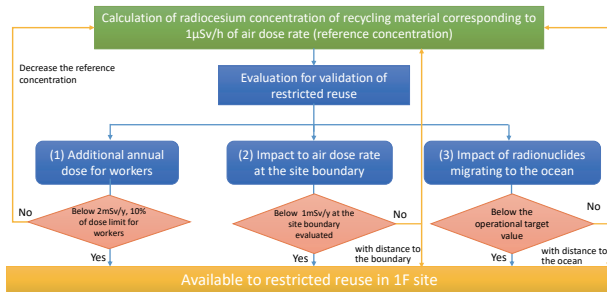 Calculation of radiocesium concentration of recycling material corresponding to
1μSv/h of air dose rate (reference concentration)
Decrease the reference
concentration
Evaluation for validation of
restricted reuse
(1) Additional annual
dose for workers
(2) Impact to air dose rate
at the site boundary
(3) Impact of radionuclides
migrating to the ocean
No
Below 2mSv/y, 10%
of dose limit for
workers
Below 1mSv/y at the
site boundary
evaluated
No
Below the
operational target
value
No
Yes
Yes
with distance to
the boundary
Yes
with distance to
the ocean
Available to restricted reuse in 1F site